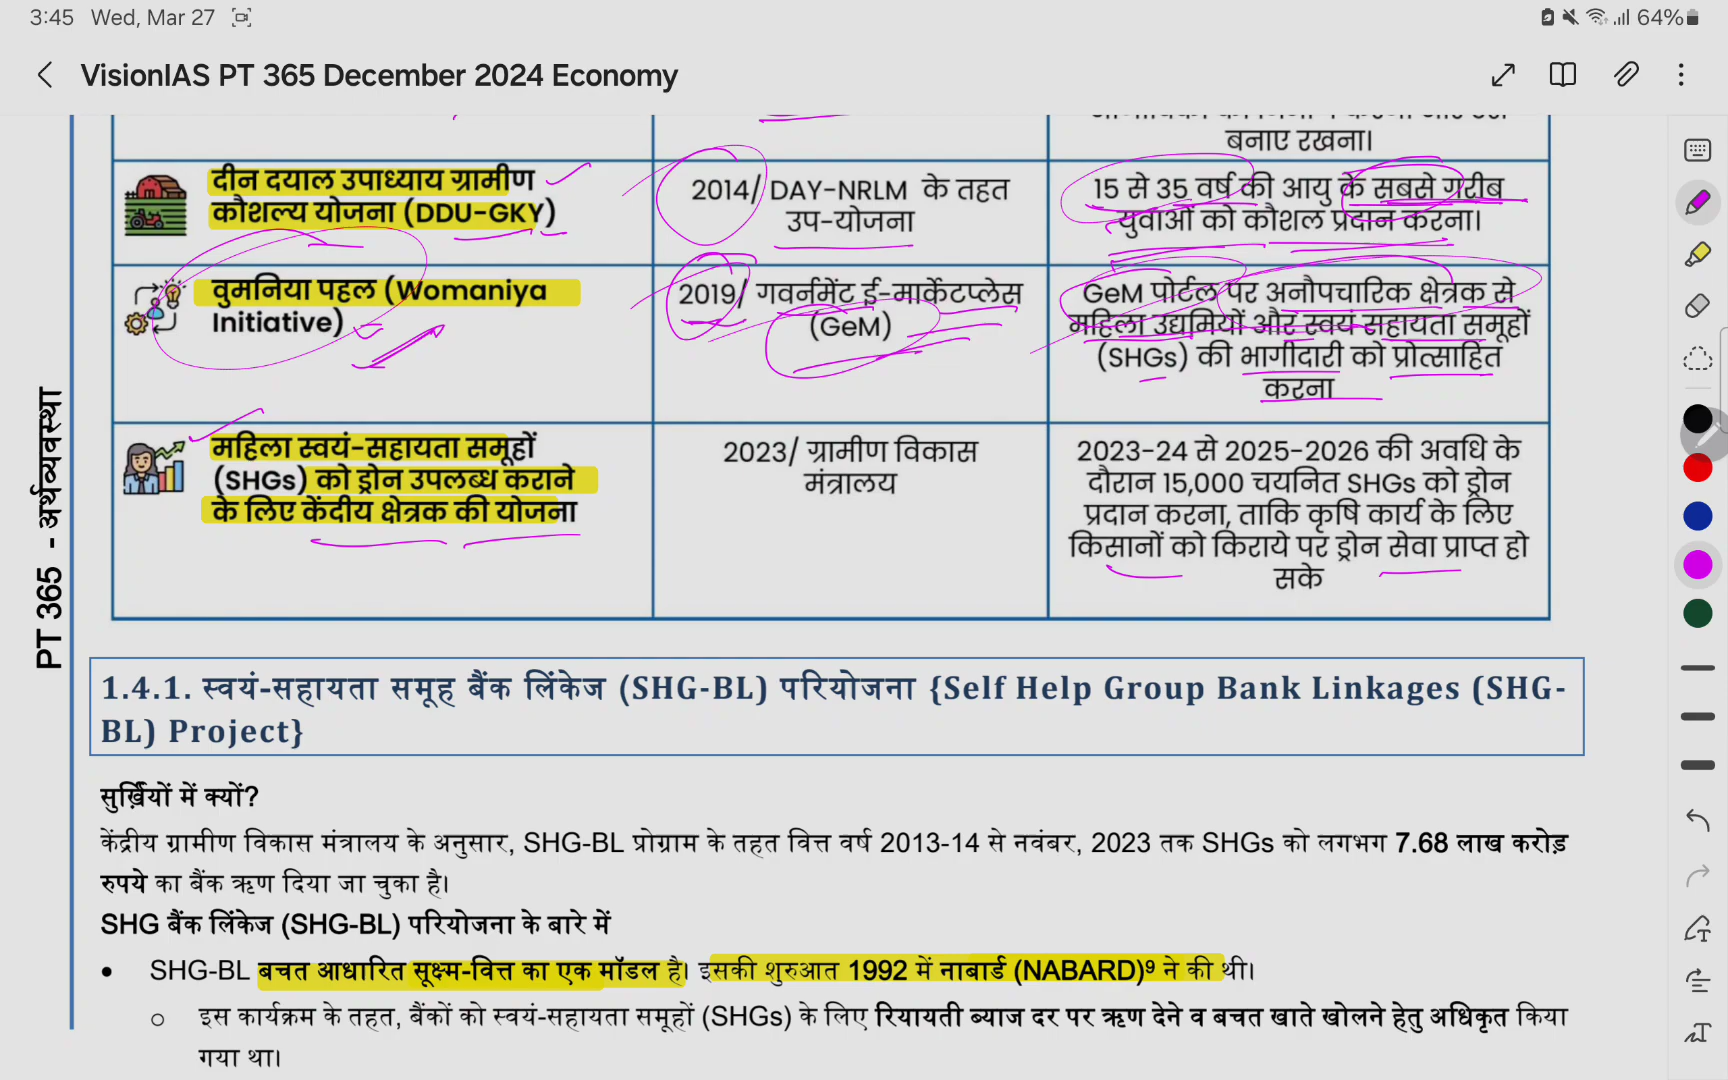 3:45 Wed, Mar 27
64%
VisionIAS PT 365 December 2024 Economy
बनाए रखना।
दीन दयाल उपाध्याय ग्रामीण
कौशल्य योजना (DDU-GKY)
2014/ DAY-NRLM के तहत
उप-योजना
15 से 35 वर्ष की आयु के सबसे गरीब
युवाओं को कौशल प्रदान करना।
वुमनिया पहल (Womaniya
Initiative)
2019/ गवर्नमेंट ई-मार्केटप्लेस
(GeM)
GeM पोर्टल पर अनौपचारिक क्षेत्रक से
महिला उद्यमियों और स्वयं सहायता समूहों
(SHGs) की भागीदारी को प्रोत्साहित
करना
महिला स्वयं-सहायता समूहों
(SHGs) को ड्रोन उपलब्ध कराने
के लिए केंदीय क्षेत्रक की योजना
2023/ ग्रामीण विकास
मंत्रालय
2023-24 से 2025-2026 की अवधि के
दौरान 15,000 चयनित SHGs को ड्रोन
प्रदान करना, ताकि कृषि कार्य के लिए
किसानों को किराये पर ड्रोन सेवा प्राप्त हो
सके
PT 365 - अर्थव्यवस्था
1.4.1. स्वयं-सहायता समूह बैंक लिंकेज (SHG-BL) परियोजना {Self Help Group Bank Linkages (SHG-
BL) Project}
सुर्ख़ियों में क्यों?
केंद्रीय ग्रामीण विकास मंत्रालय के अनुसार, SHG-BL प्रोग्राम के तहत वित्त वर्ष 2013-14 से नवंबर, 2023 तक SHGs को लगभग 7.68 लाख करोड़
रुपये का बैंक ऋण दिया जा चुका है।
SHG बैंक लिंकेज (SHG-BL) परियोजना के बारे में
• SHG-BL बचत आधारित सूक्ष्म-वित्त का एक मॉडल है। इसकी शुरुआत 1992 में नाबार्ड (NABARD)⁹ ने की थी।
o इस कार्यक्रम के तहत, बैंकों को स्वयं-सहायता समूहों (SHGs) के लिए रियायती ब्याज दर पर ऋण देने व बचत खाते खोलने हेतु अधिकृत किया
गया था।